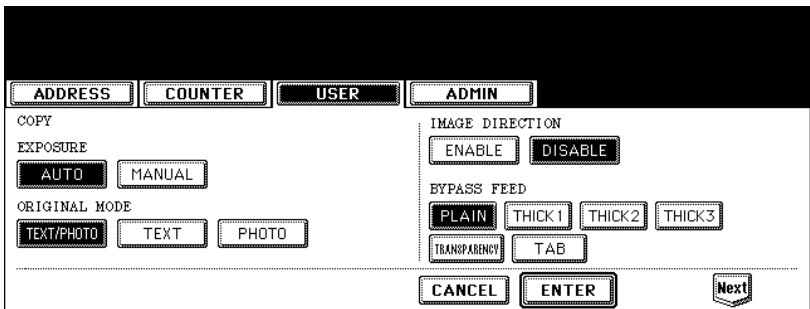 ADDRESS COUNTER USER ADMIN
COPY
EXPOSURE
AUTO MANUAL
ORIGINAL MODE
TEXT/PHOTO TEXT PHOTO
IMAGE DIRECTION
ENABLE DISABLE
BYPASS FEED
PLAIN THICK1 THICK2 THICK3
TRANSPARENCY TAB
CANCEL ENTER Next